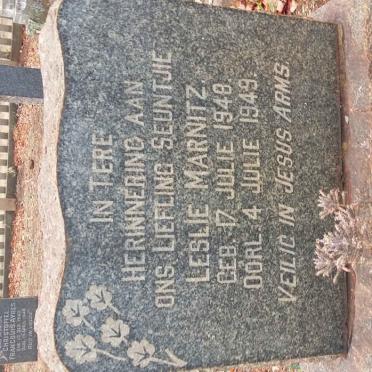 IN TERE
HERINNERING AAN
ONS LIEFLING SEUNTJIE
LESLIE MARNITZ
GEB. 17 JULIE 1948
OORL. 4 JULIE 1949
VEILIG IN JESUS ARMS.